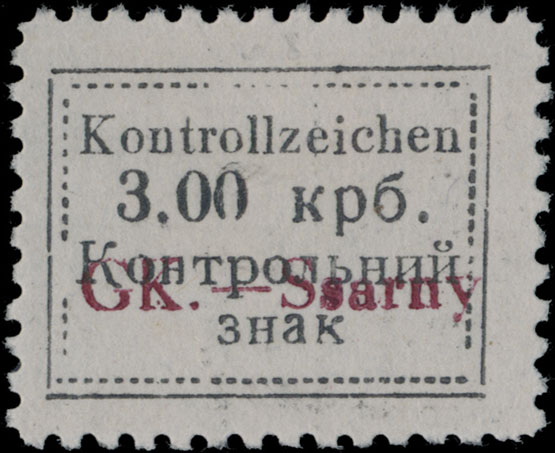 Kontrollzeichen
3.00 крб.
Контрольний
GK.—Ssarny
знак